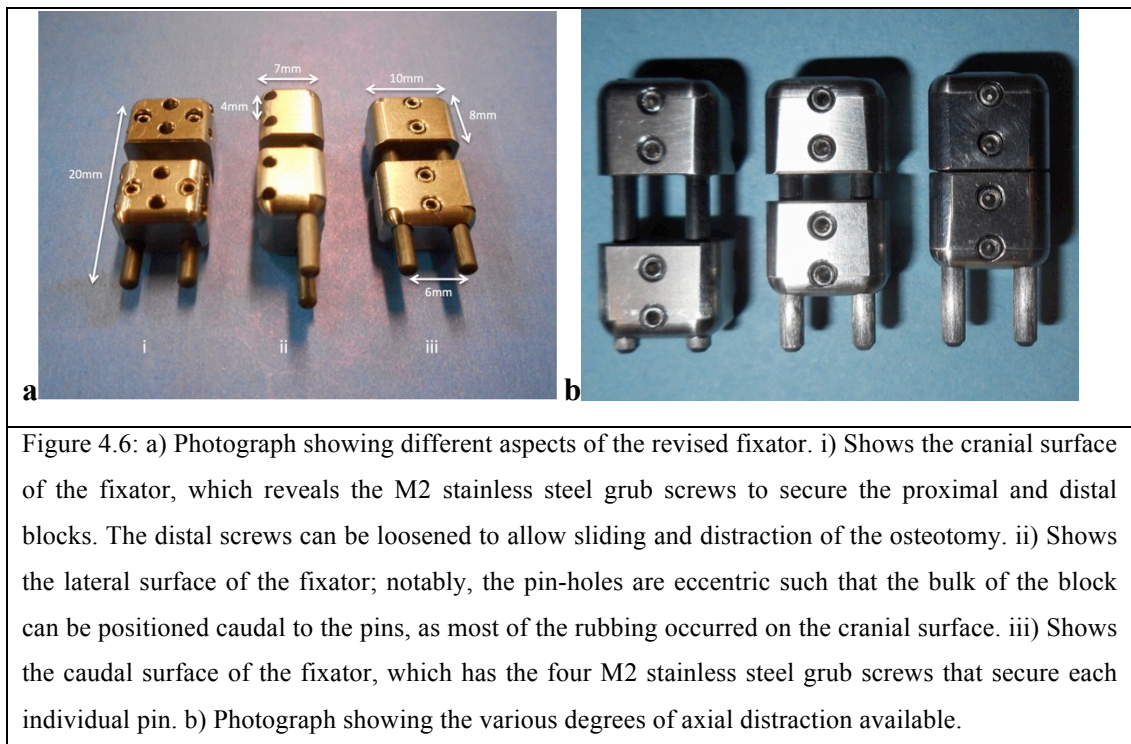 7mm
10mm
4mm
8mm
20mm
6mm
i
ii
iii
a
b
Figure 4.6: a) Photograph showing different aspects of the revised fixator. i) Shows the cranial surface
of the fixator, which reveals the M2 stainless steel grub screws to secure the proximal and distal
blocks. The distal screws can be loosened to allow sliding and distraction of the osteotomy. ii) Shows
the lateral surface of the fixator; notably, the pin-holes are eccentric such that the bulk of the block
can be positioned caudal to the pins, as most of the rubbing occurred on the cranial surface. iii) Shows
the caudal surface of the fixator, which has the four M2 stainless steel grub screws that secure each
individual pin. b) Photograph showing the various degrees of axial distraction available.